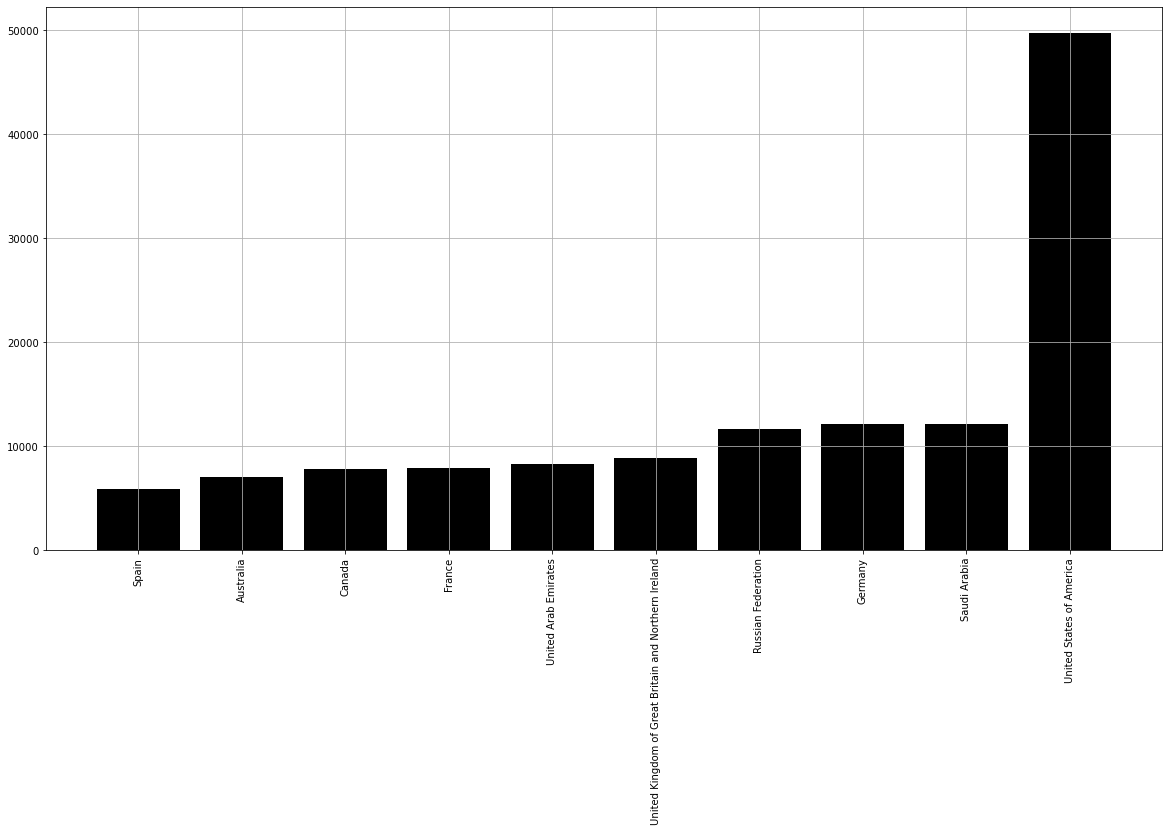 50000
40000
30000
20000
10000
0
Spain
Australia
Canada
France
United Arab Emirates
United Kingdom of Great Britain and Northern Ireland
Russian Federation
Germany
Saudi Arabia
United States of America